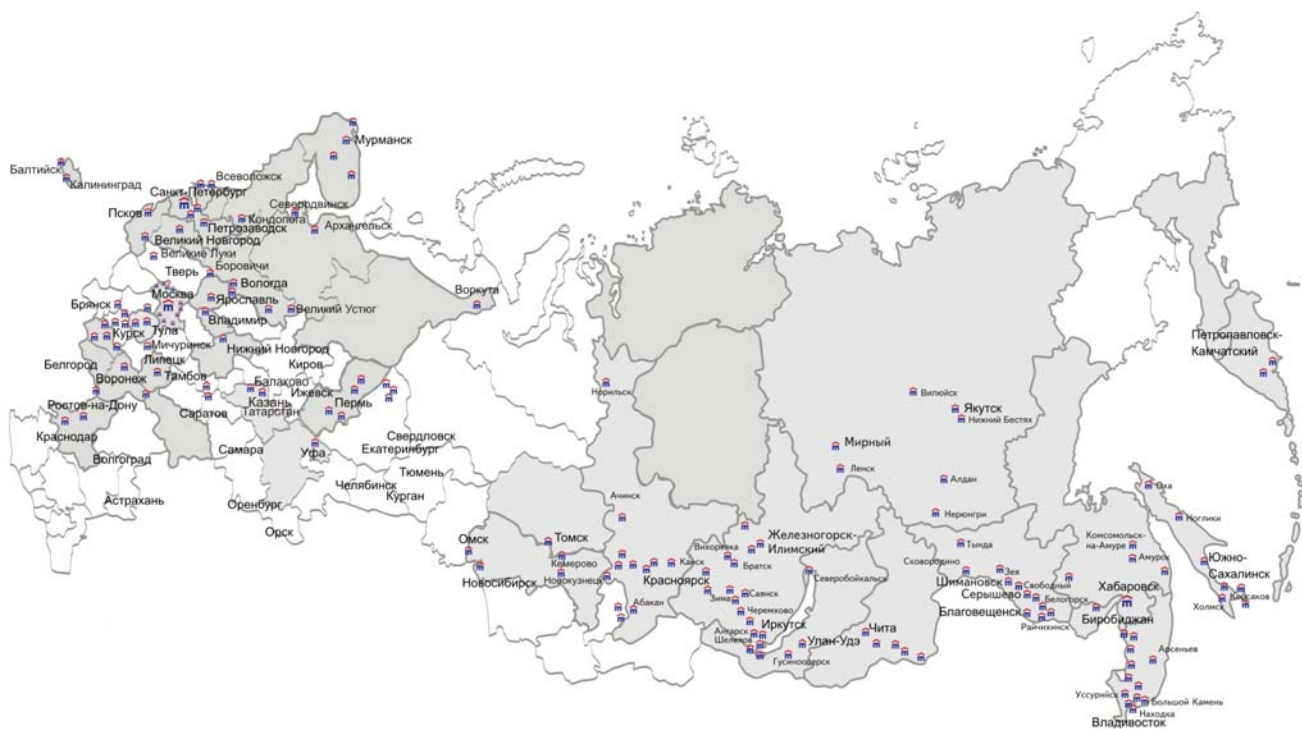 Мурманск
Балтийск
Калининград
Всеволожск
Санкт-Петербург
Северодвинск
Псков
Кондопога
Петрозаводск
Архангельск
Великий Новгород
Великие Луки
Боровичи
Тверь
Вологда
Москва
Ярославль
Воркута
Брянск
Великий Устюг
Владимир
Курск
Тула
Мичуринск
Нижний Новгород
Белгород
Липецк
Киров
Воронеж
Тамбов
Балаково
Ижевск
Казань
Пермь
Ростов-на-Дону
Саратов
Татарстан
Краснодар
Свердловск
Самара
Уфа
Екатеринбург
Волгоград
Тюмень
Челябинск
Астрахань
Курган
Оренбург
Орск
Норильск
Вилюйск
Якутск
Нижний Бестях
Мирный
Ленск
Алдан
Нерюнгри
Петропавловск-
Камчатский
Ачинск
Омск
Томск
Кемерово
Новосибирск
Новокузнецк
Красноярск
Канск
Абакан
Вихоревка
Железногорск-
Илимский
Братск
Северобойкальск
Зима
Саянск
Черемково
Ангарск
Иркутск
Шелехов
Улан-Удэ
Гусиноозерск
Чита
Тында
Сковородино
Зея
Шимановск
Свободный
Серышево
Белогорск
Благовещенск
Райчихинск
Комсомольск-
на-Амуре
Амурск
Хабаровск
Биробиджан
Оха
Ноглики
Южно-
Сахалинск
Холмск
Корсаков
Арсеньев
Уссурийск
Большой Камень
Находка
Владивосток